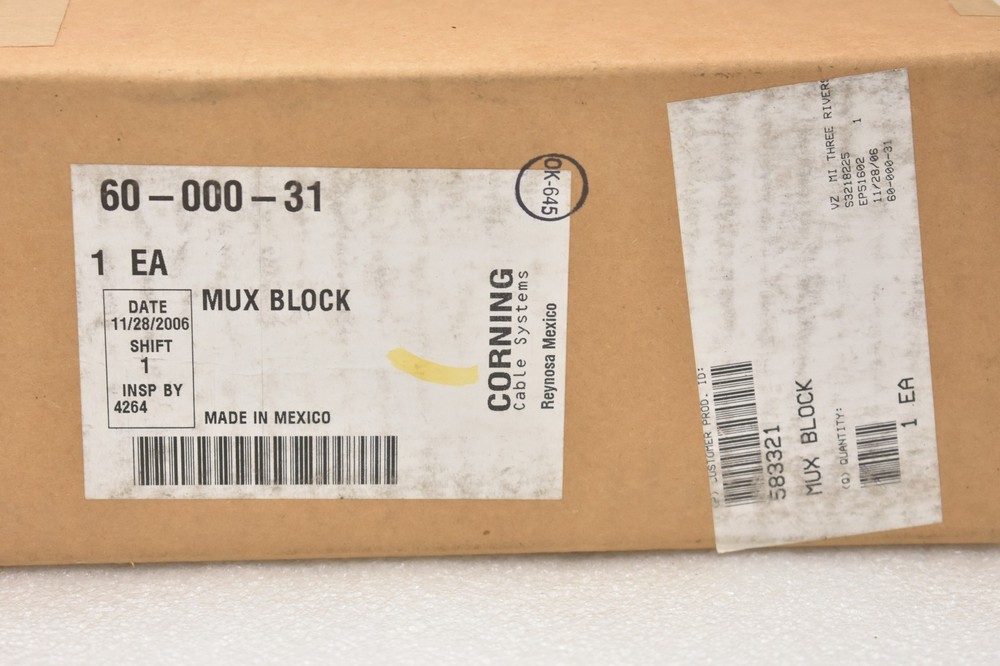 60-000-31
OK-645
1 EA
DATE
11/28/2006
SHIFT
1
INSP BY
4264
MUX BLOCK
MADE IN MEXICO
CORNING
Cable Systems
Reynosa Mexico
VZ MI THREE RIVERS
S3218225
EP51602 1
11/28/06
60-000-31
CUSTOMER PROD. ID:
583321
MUX BLOCK
(Q) QUANTITY:
1 EA